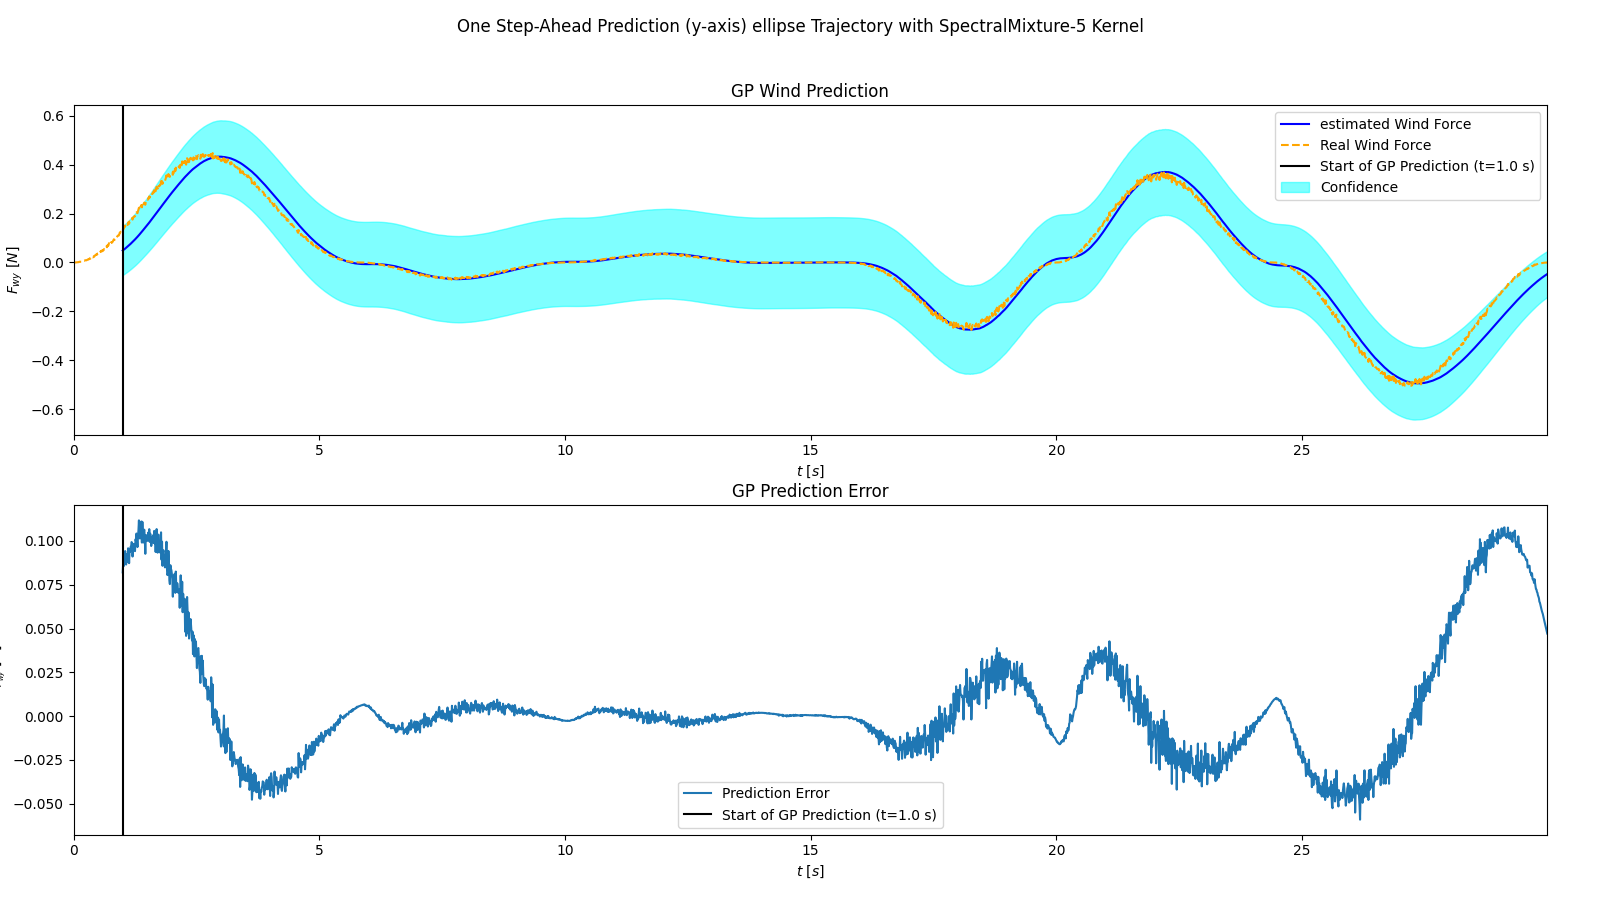 One Step-Ahead Prediction (y-axis) ellipse Trajectory with SpectralMixture-5 Kernel
GP Wind Prediction
0.6
0.4
0.2
0.0
−0.2
−0.4
−0.6
F_wy [N]
estimated Wind Force
Real Wind Force
Start of GP Prediction (t=1.0 s)
Confidence
0 5 10 15 20 25
t [s]
GP Prediction Error
0.100
0.075
0.050
0.025
0.000
−0.025
−0.050
Prediction Error
Start of GP Prediction (t=1.0 s)
0 5 10 15 20 25
t [s]